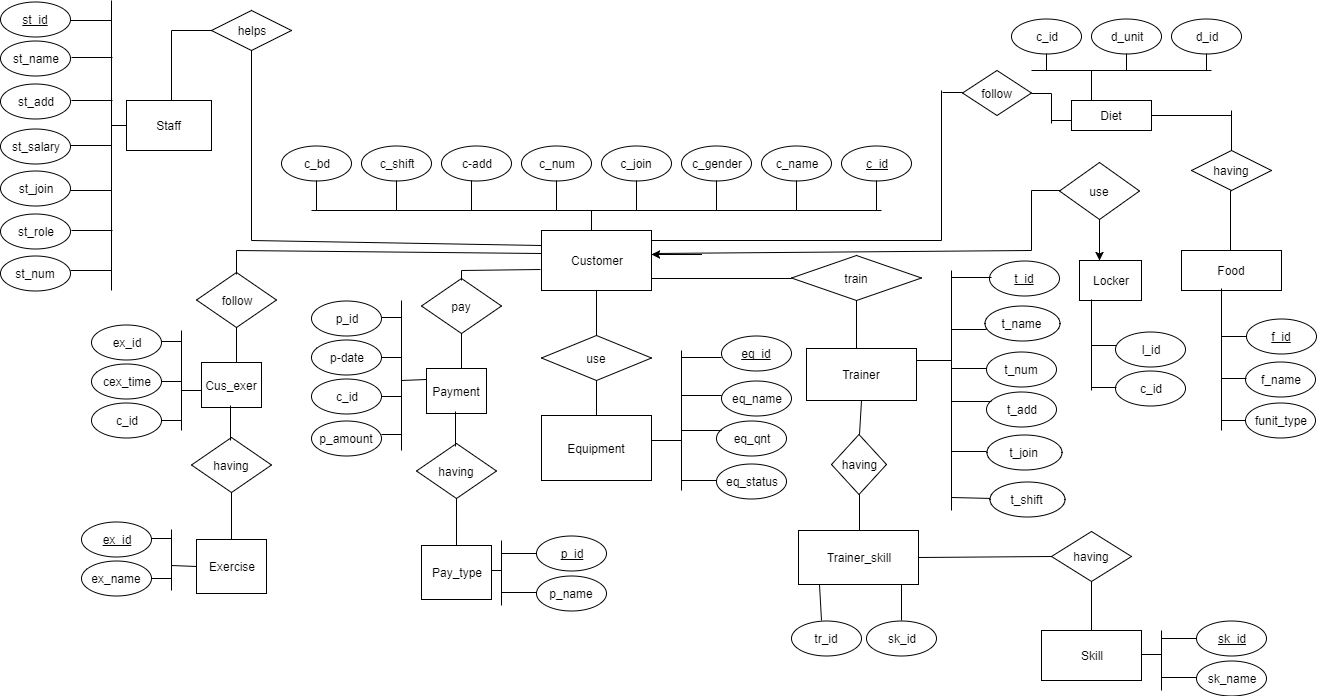 st_id
st_name
st_add
st_salary
st_join
st_role
st_num
Staff
helps
c_bd
c_shift
c-add
c_num
c_join
c_gender
c_name
c_id
Customer
c_id
d_unit
d_id
follow
Diet
having
use
Locker
Food
l_id
c_id
f_id
f_name
funit_type
follow
ex_id
cex_time
c_id
Cus_exer
having
ex_id
ex_name
Exercise
pay
p_id
p-date
c_id
p_amount
Payment
having
Pay_type
p_id
p_name
use
Equipment
eq_id
eq_name
eq_qnt
eq_status
train
Trainer
t_id
t_name
t_num
t_add
t_join
t_shift
having
Trainer_skill
tr_id
sk_id
having
Skill
sk_id
sk_name